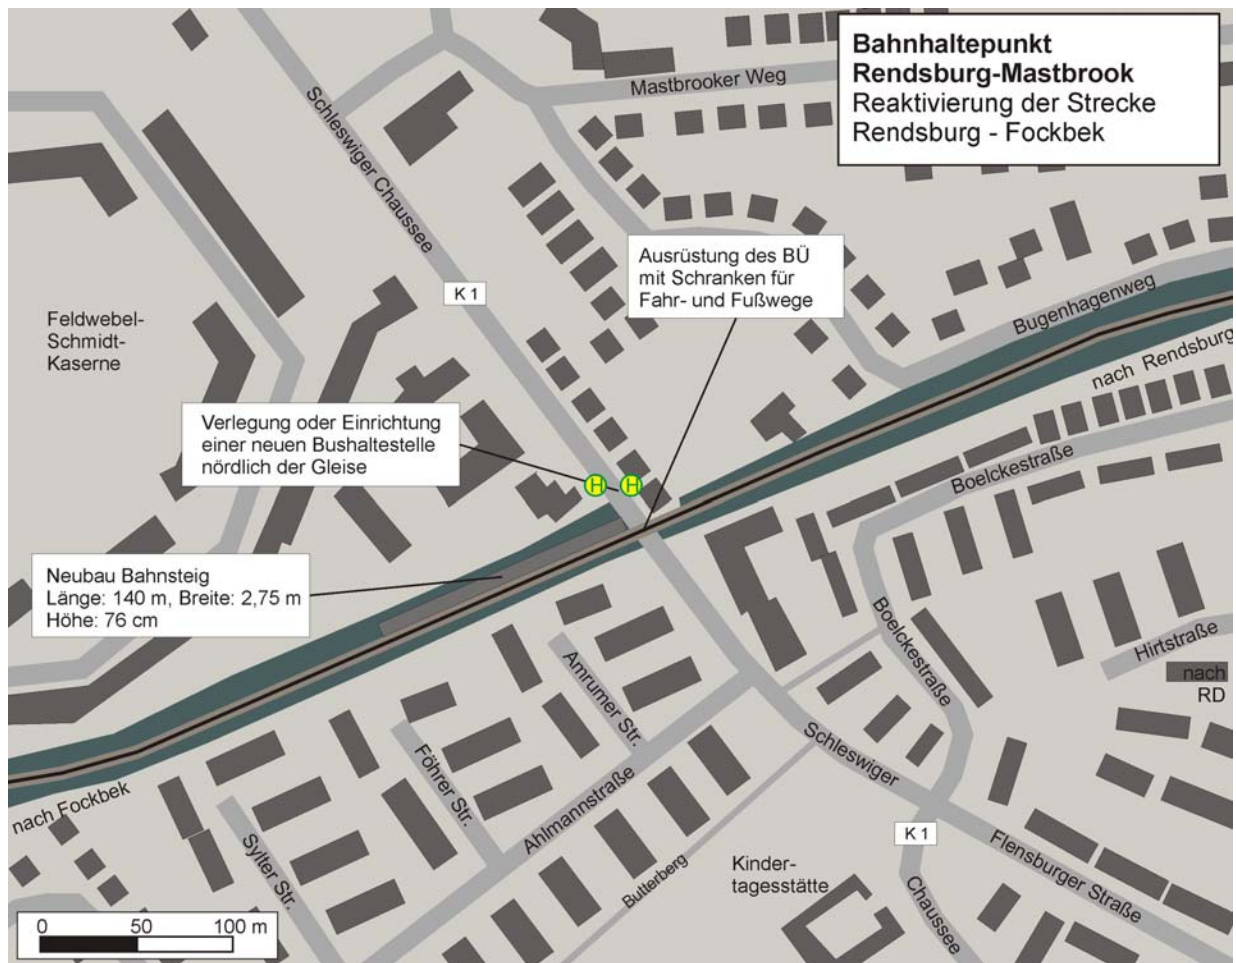 Bahnhaltepunkt
Rendsburg-Mastbrook
Reaktivierung der Strecke
Rendsburg - Fockbek
Mastbrooker Weg
Schleswiger Chaussee
K 1
Ausrüstung des BÜ
mit Schranken für
Fahr- und Fußwege
Bugenhagenweg
nach Rendsburg
Feldwebel-
Schmidt-
Kaserne
Verlegung oder Einrichtung
einer neuen Bushaltestelle
nördlich der Gleise
H H
Boelckestraße
Neubau Bahnsteig
Länge: 140 m, Breite: 2,75 m
Höhe: 76 cm
Boelckestraße
Hirtstraße
nach
RD
Amrumer Str.
Föhrer Str.
Ahlmannstraße
Schleswiger
nach Fockbek
Sylter Str.
Butterberg
K 1
Flensburger Straße
Chaussee
Kinder-
tagesstätte
0 50 100 m